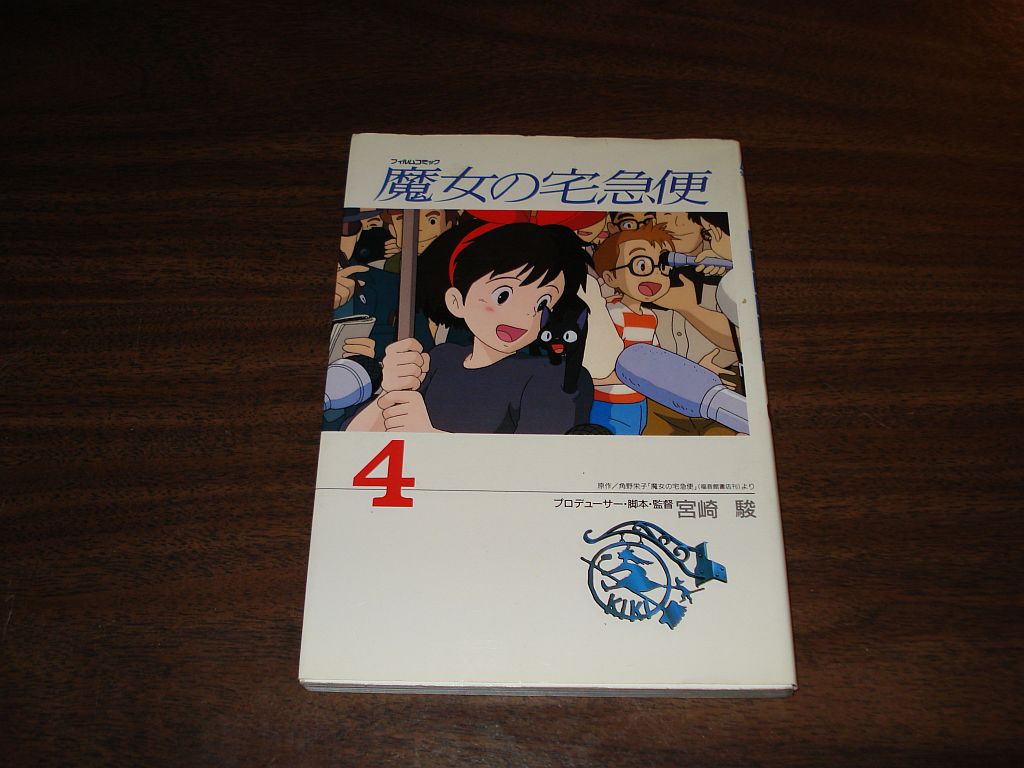 フィルムコミック
魔女の宅急便
4
原作/角野栄子「魔女の宅急便」(福音館書店刊)より
プロデューサー・脚本・監督 宮崎 駿
KIKI